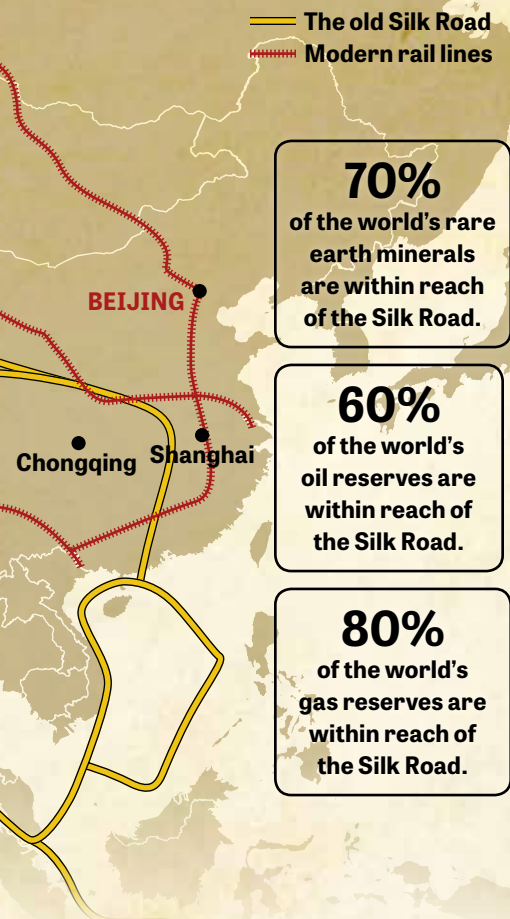 The old Silk Road
Modern rail lines
70%
of the world's rare
earth minerals
are within reach
of the Silk Road.
BEIJING
60%
of the world's
oil reserves are
within reach of
the Silk Road.
Chongqing
Shanghai
80%
of the world's
gas reserves are
within reach of
the Silk Road.